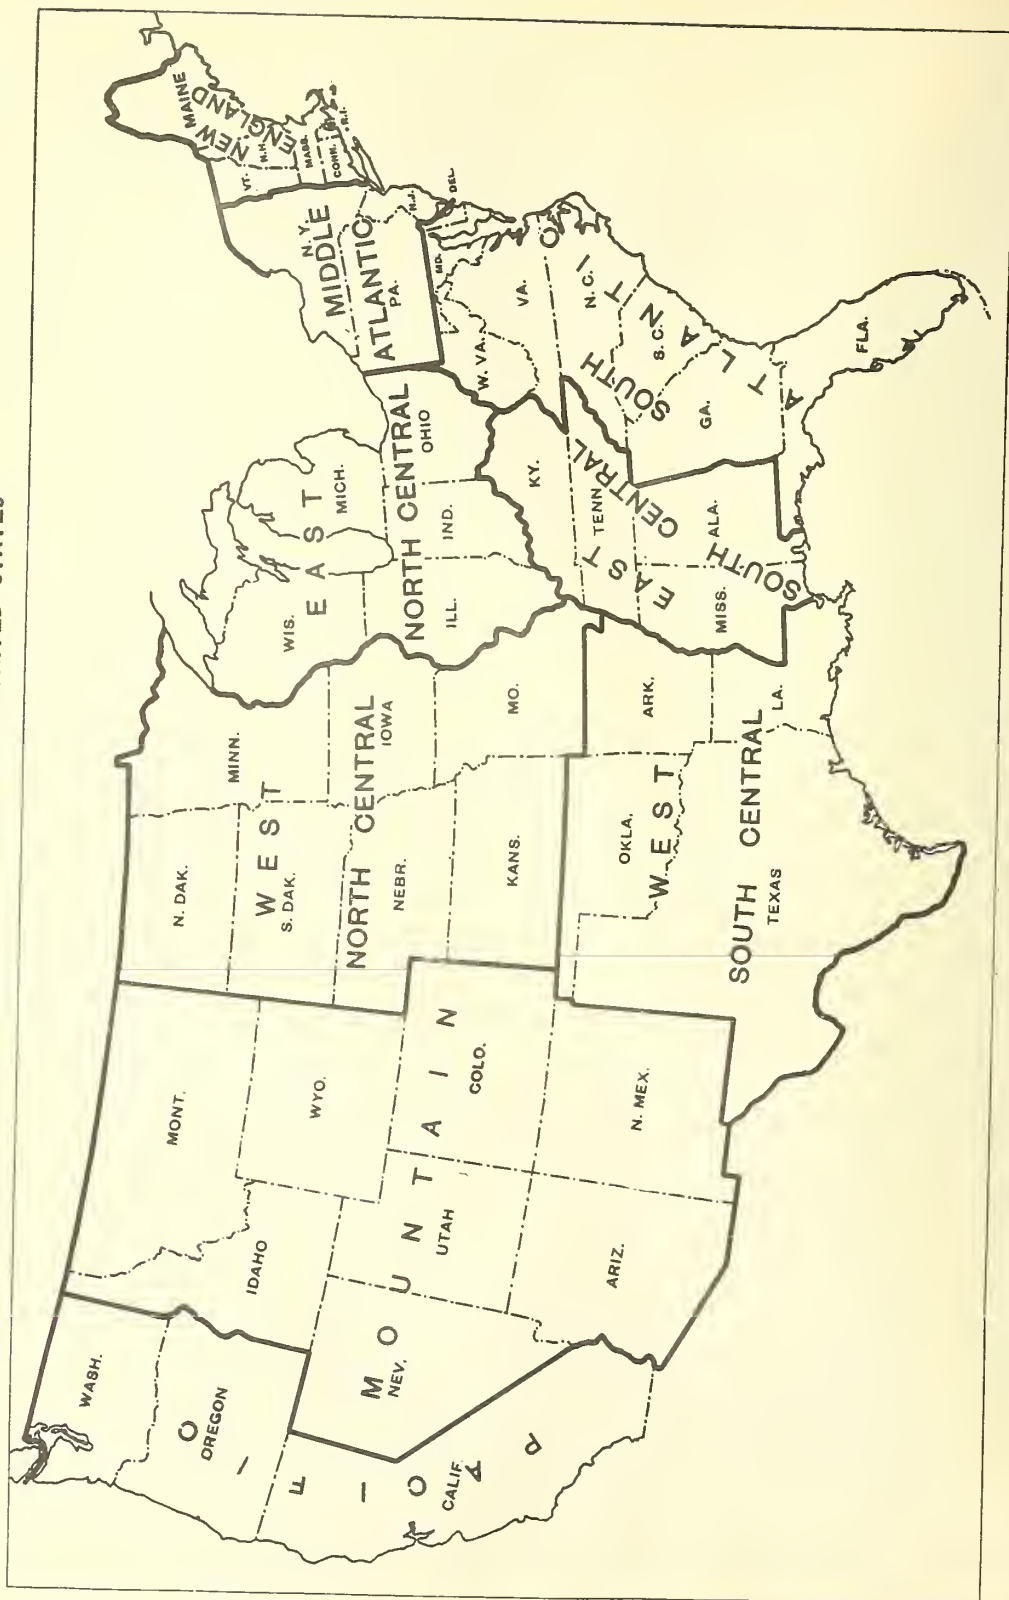 PACIFIC
WASH.
OREGON
CALIF.
MOUNTAIN
MONT.
IDAHO
WYO.
NEV.
UTAH
COLO.
ARIZ.
N. MEX.
WEST
NORTH CENTRAL
N. DAK.
MINN.
S. DAK.
NEBR.
IOWA
KANS.
MO.
WEST
SOUTH CENTRAL
OKLA.
ARK.
TEXAS
LA.
EAST
NORTH CENTRAL
WIS.
MICH.
ILL.
IND.
OHIO
EAST
SOUTH CENTRAL
KY.
TENN
MISS.
ALA.
SOUTH
ATLANTIC
W. VA.
MD.
DEL.
VA.
N. C.
S. C.
GA.
FLA.
MIDDLE
ATLANTIC
N. Y.
PA.
N.J.
NEW
ENGLAND
MAINE
VT.
N.H.
MASS.
CONN.
R.I.